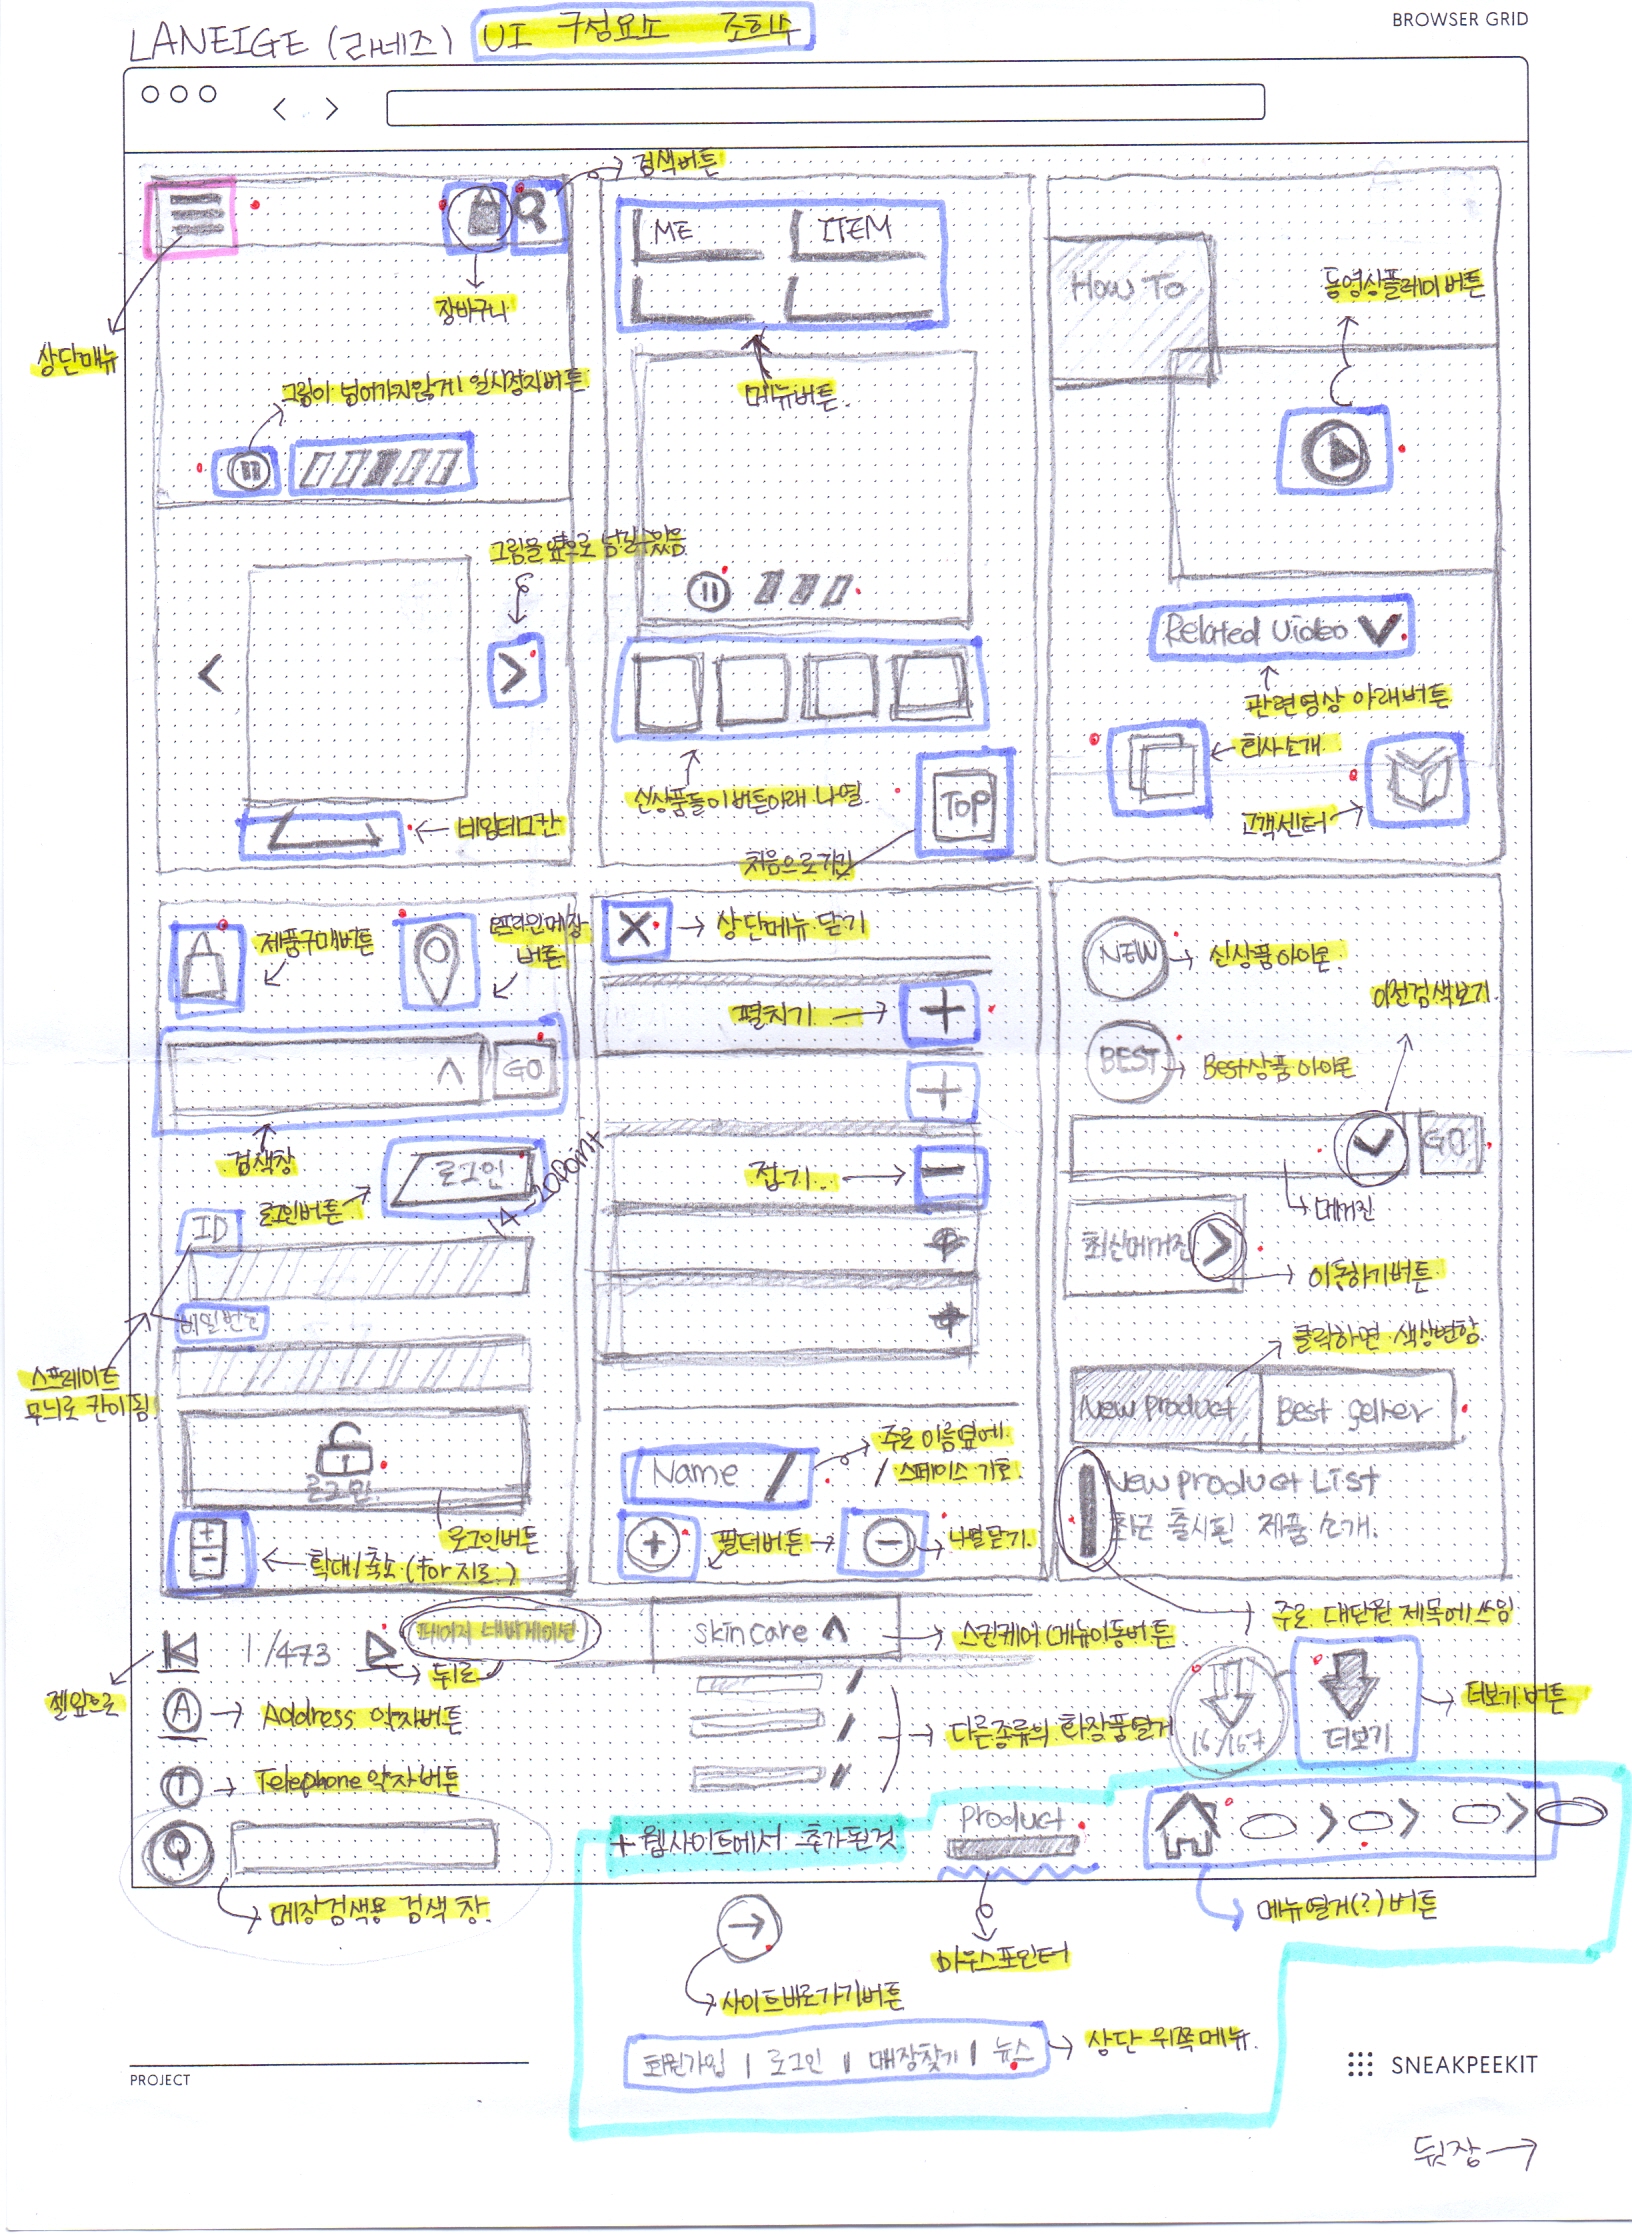 BROWSER GRID
LANEIGE (라네즈) UI 구성요소 조희수
검색버튼
ME ITEM
장바구니
상단메뉴
How To
동영상플레이버튼
그림이 넘어가지않게 일시정지버튼
메뉴버튼
그림을 옆으로 넘길수있음
Related Video
관련영상 아래버튼
회사소개
고객센터
신상품들이 버튼아래 나열
TOP
처음으로가기
제품구매버튼
오프라인매장
버튼
GO
검색창
로그인
로그인버튼
14-20point
ID
비밀번호
스프레이트
무늬로 칸이 됨
로그인
로그인버튼
확대/축소 (for 지도)
상단메뉴 닫기
펼치기
접기
Name /
주로 이름옆에
/ 스페이스 기호
필터버튼
나열닫기
NEW 신상품아이콘
이전검색보기
BEST Best상품 아이콘
GO
매거진
최신매거진
이동하기버튼
클릭하면 색상변함
New product Best seller
New Product List
최근 출시된 제품 소개.
주로 대단원 제목에쓰임
1/473
페이지 내비게이션
뒤로
젤앞으로
A Address 약자버튼
T Telephone 약자버튼
매장검색용 검색창
skincare
스킨케어 메뉴이동버튼
다른종류의 화장품열거
16/167
더보기
더보기버튼
+ 웹사이트에서 추가된것
product
마우스포인터
메뉴열거(?)버튼
사이트바로가기버튼
회원가입 | 로그인 | 매장찾기 | 뉴스
상단 위쪽메뉴
PROJECT
SNEAKPEEKIT
뒷장→